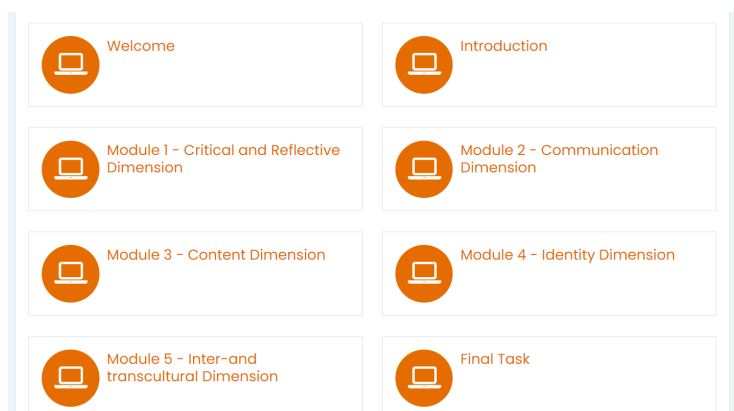 Welcome
Introduction
Module 1 - Critical and Reflective
Dimension
Module 2 - Communication
Dimension
Module 3 - Content Dimension
Module 4 - Identity Dimension
Module 5 - Inter-and
transcultural Dimension
Final Task